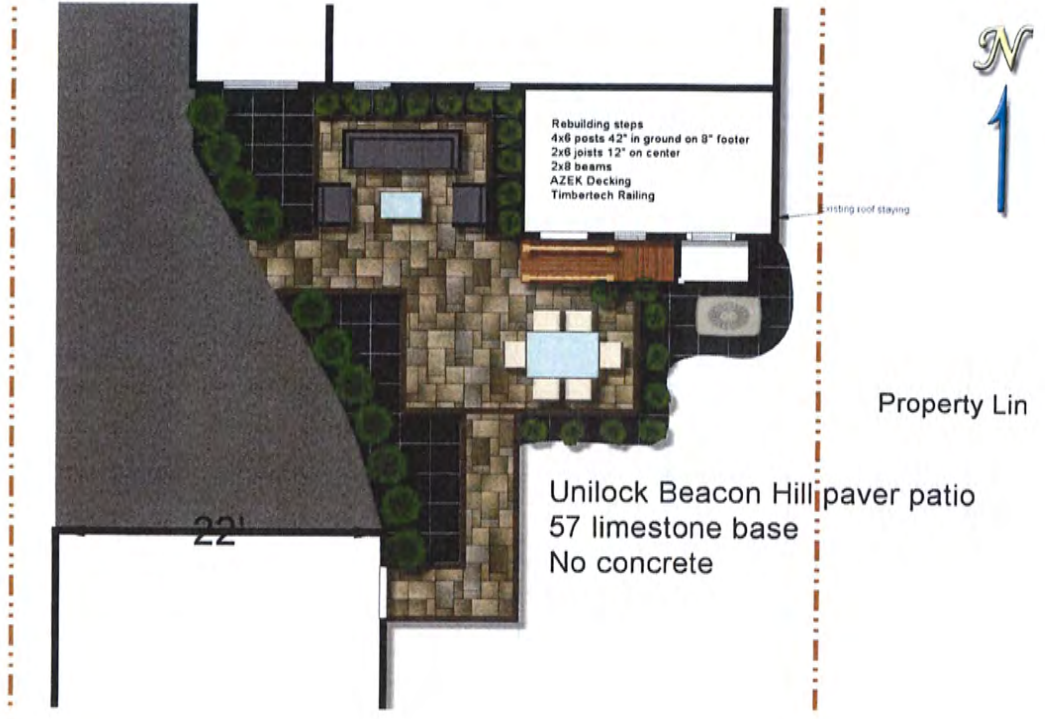 N
Rebuilding steps
4x6 posts 42" in ground on 8" footer
2x6 joists 12" on center
2x8 beams
AZEK Decking
Timbertech Railing
Existing roof staying
Property Lin
Unilock Beacon Hill paver patio
57 limestone base
No concrete
22'